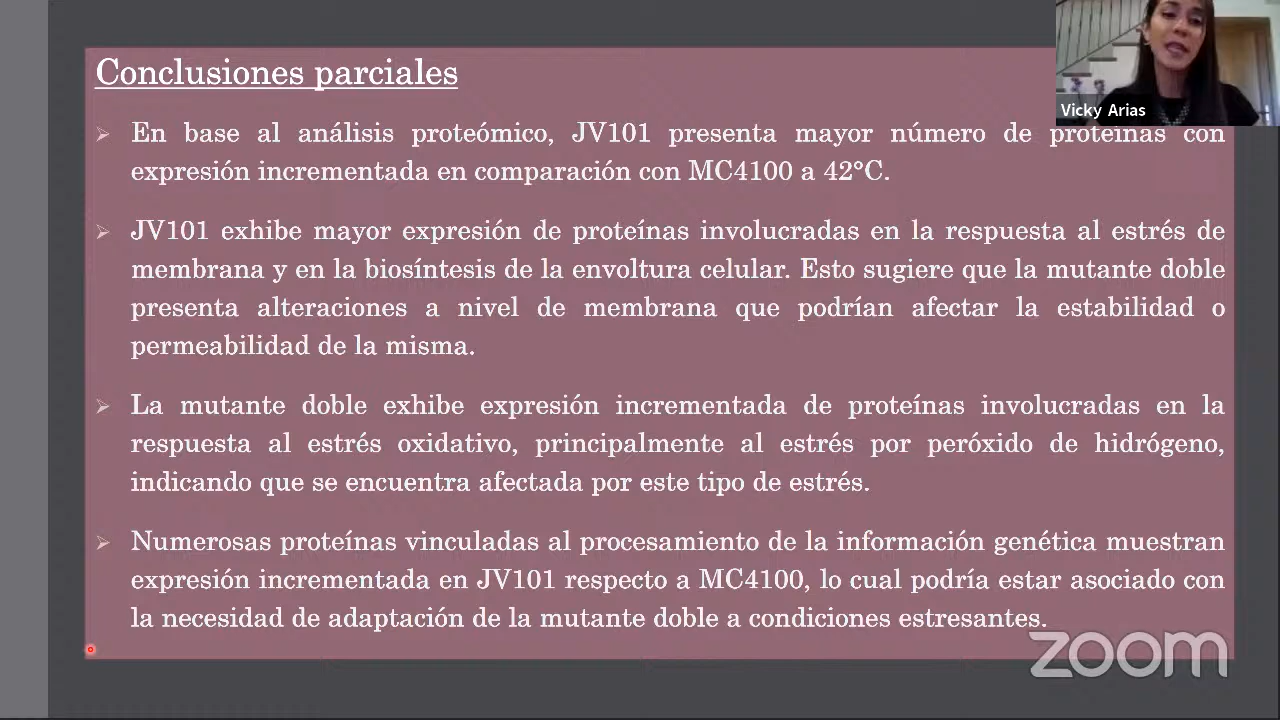 Conclusiones parciales
Vicky Arias
➢ En base al análisis proteómico, JV101 presenta mayor número de proteínas con
expresión incrementada en comparación con MC4100 a 42°C.
➢ JV101 exhibe mayor expresión de proteínas involucradas en la respuesta al estrés de
membrana y en la biosíntesis de la envoltura celular. Esto sugiere que la mutante doble
presenta alteraciones a nivel de membrana que podrían afectar la estabilidad o
permeabilidad de la misma.
➢ La mutante doble exhibe expresión incrementada de proteínas involucradas en la
respuesta al estrés oxidativo, principalmente al estrés por peróxido de hidrógeno,
indicando que se encuentra afectada por este tipo de estrés.
➢ Numerosas proteínas vinculadas al procesamiento de la información genética muestran
expresión incrementada en JV101 respecto a MC4100, lo cual podría estar asociado con
la necesidad de adaptación de la mutante doble a condiciones estresantes.
zoom